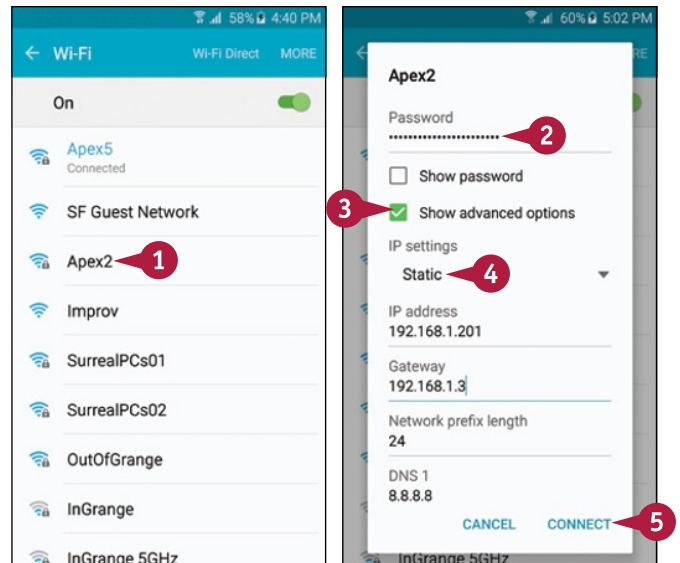 58% 4:40 PM
Wi-Fi Wi-Fi Direct MORE
On
Apex5
Connected
SF Guest Network
Apex2 1
Improv
SurrealPCs01
SurrealPCs02
OutOfGrange
InGrange
InGrange 5GHz
60% 5:02 PM
RE
Apex2
Password
•••••••••••••••••••••••• 2
Show password
3 Show advanced options
IP settings
Static 4
IP address
192.168.1.201
Gateway
192.168.1.3
Network prefix length
24
DNS 1
8.8.8.8
CANCEL CONNECT 5
InGrange 5GHz